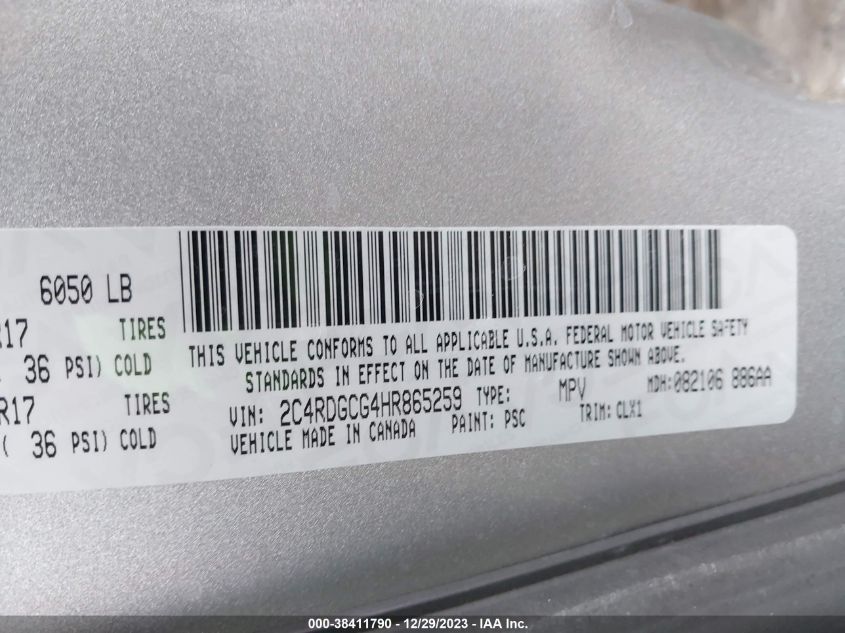 6050 LB
R17 TIRES
36 PSI) COLD
R17 TIRES
( 36 PSI) COLD
THIS VEHICLE CONFORMS TO ALL APPLICABLE U.S.A. FEDERAL MOTOR VEHICLE SAFETY
STANDARDS IN EFFECT ON THE DATE OF MANUFACTURE SHOWN ABOVE.
VIN: 2C4RDGCG4HR865259 TYPE: MPV MDH:082106 886AA
VEHICLE MADE IN CANADA PAINT: PSC TRIM: CLX1
000-38411790 - 12/29/2023 - IAA Inc.